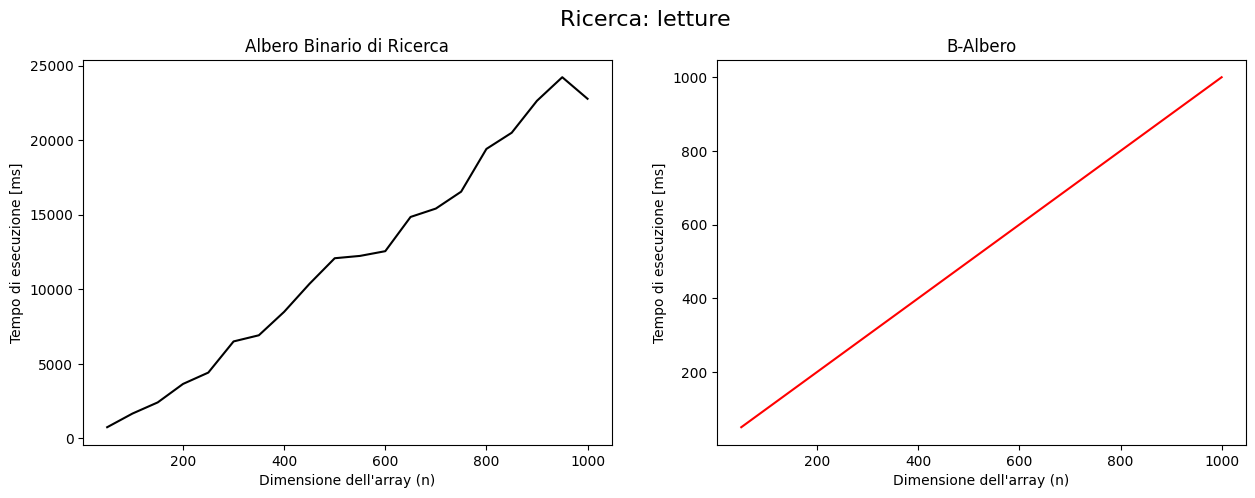 Ricerca: letture
Albero Binario di Ricerca
25000
20000
15000
10000
5000
0
Tempo di esecuzione [ms]
200 400 600 800 1000
Dimensione dell'array (n)
B-Albero
1000
800
600
400
200
Tempo di esecuzione [ms]
200 400 600 800 1000
Dimensione dell'array (n)